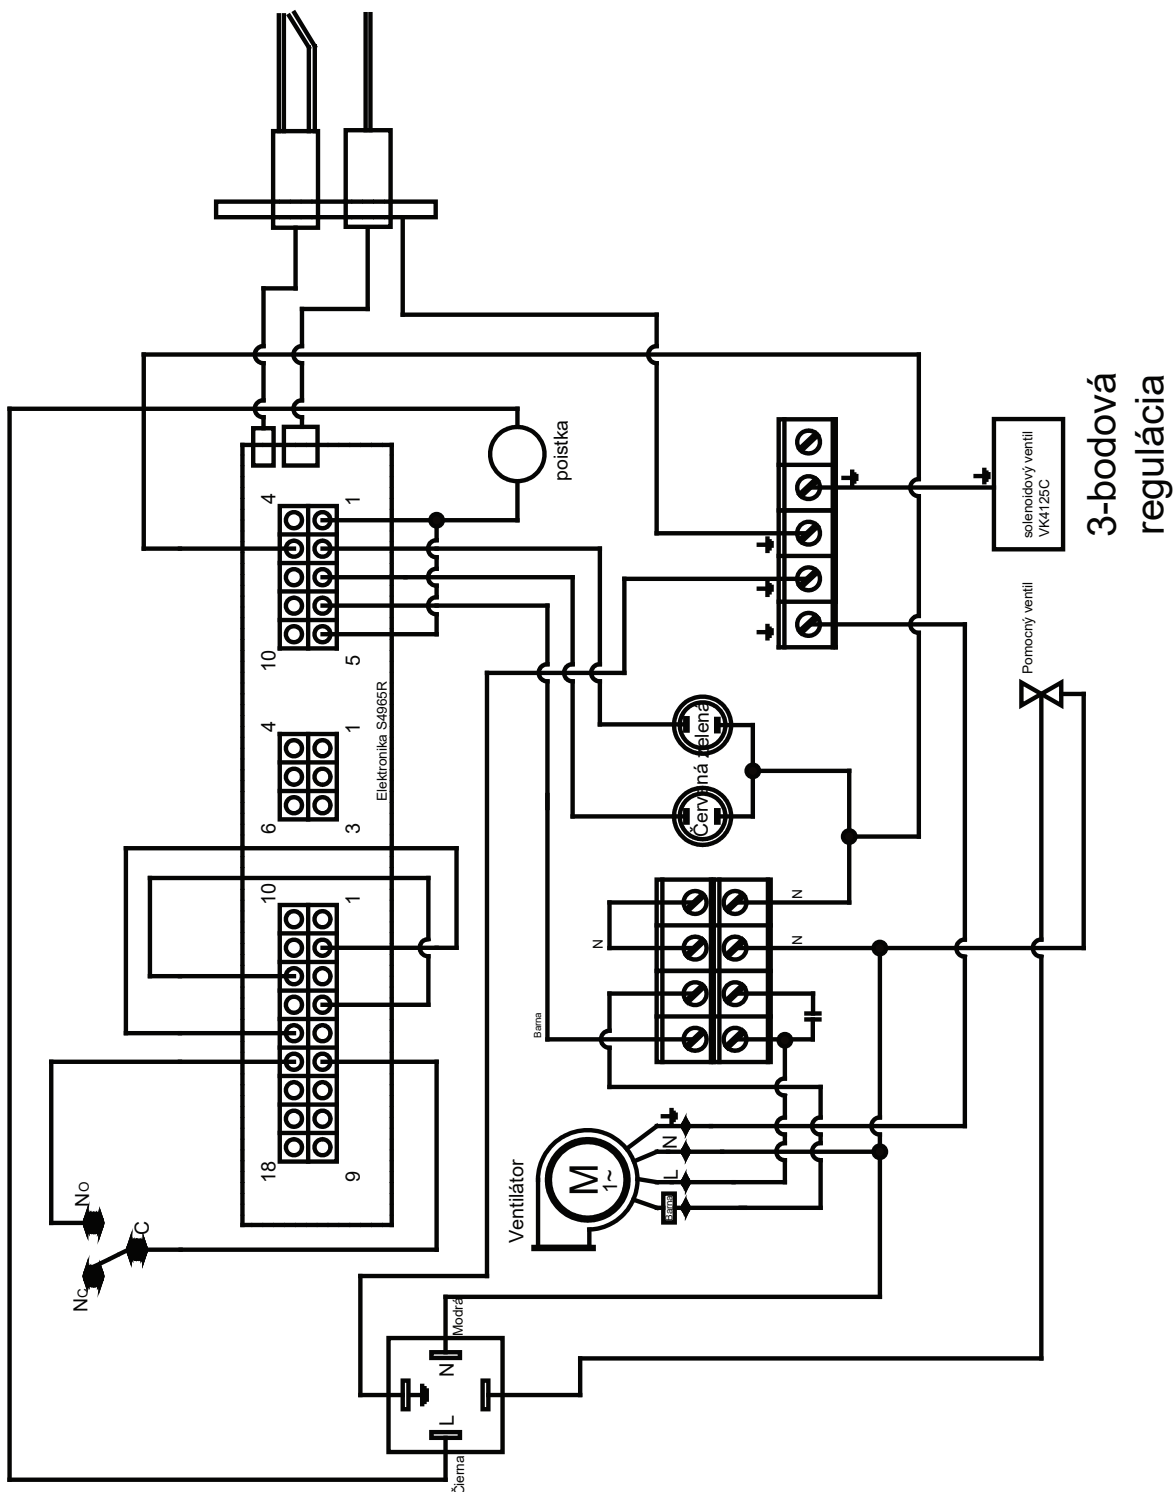 3-bodová
regulácia
solenoidový ventil
VK4125C
Pomocný ventil
poistka
4
1
10
5
Elektronika S4965R
4
1
6
3
10
1
18
9
Červená
zelená
N
N
N
Barna
Ventilátor
M
1~
N
L
Barna
NO
C
NC
Modrá
N
L
Čierna